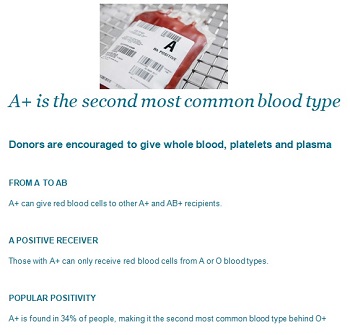 A
Rh POSITIVE
A+ is the second most common blood type
Donors are encouraged to give whole blood, platelets and plasma
FROM A TO AB
A+ can give red blood cells to other A+ and AB+ recipients.
A POSITIVE RECEIVER
Those with A+ can only receive red blood cells from A or O blood types.
POPULAR POSITIVITY
A+ is found in 34% of people, making it the second most common blood type behind O+